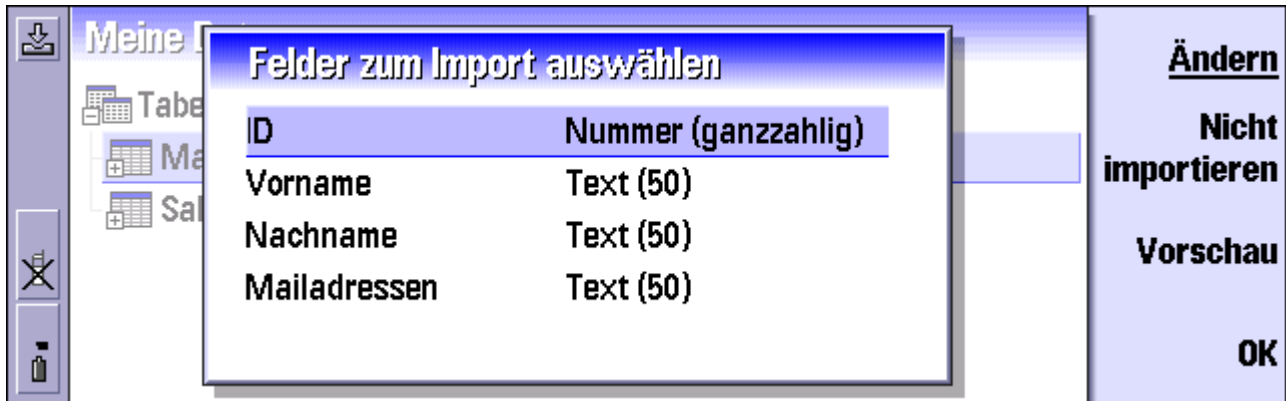 Meine
Felder zum Import auswählen
Tabe
ID Nummer (ganzzahlig)
Ma
Vorname Text (50)
Sal
Nachname Text (50)
Mailadressen Text (50)
Ändern
Nicht
importieren
Vorschau
OK